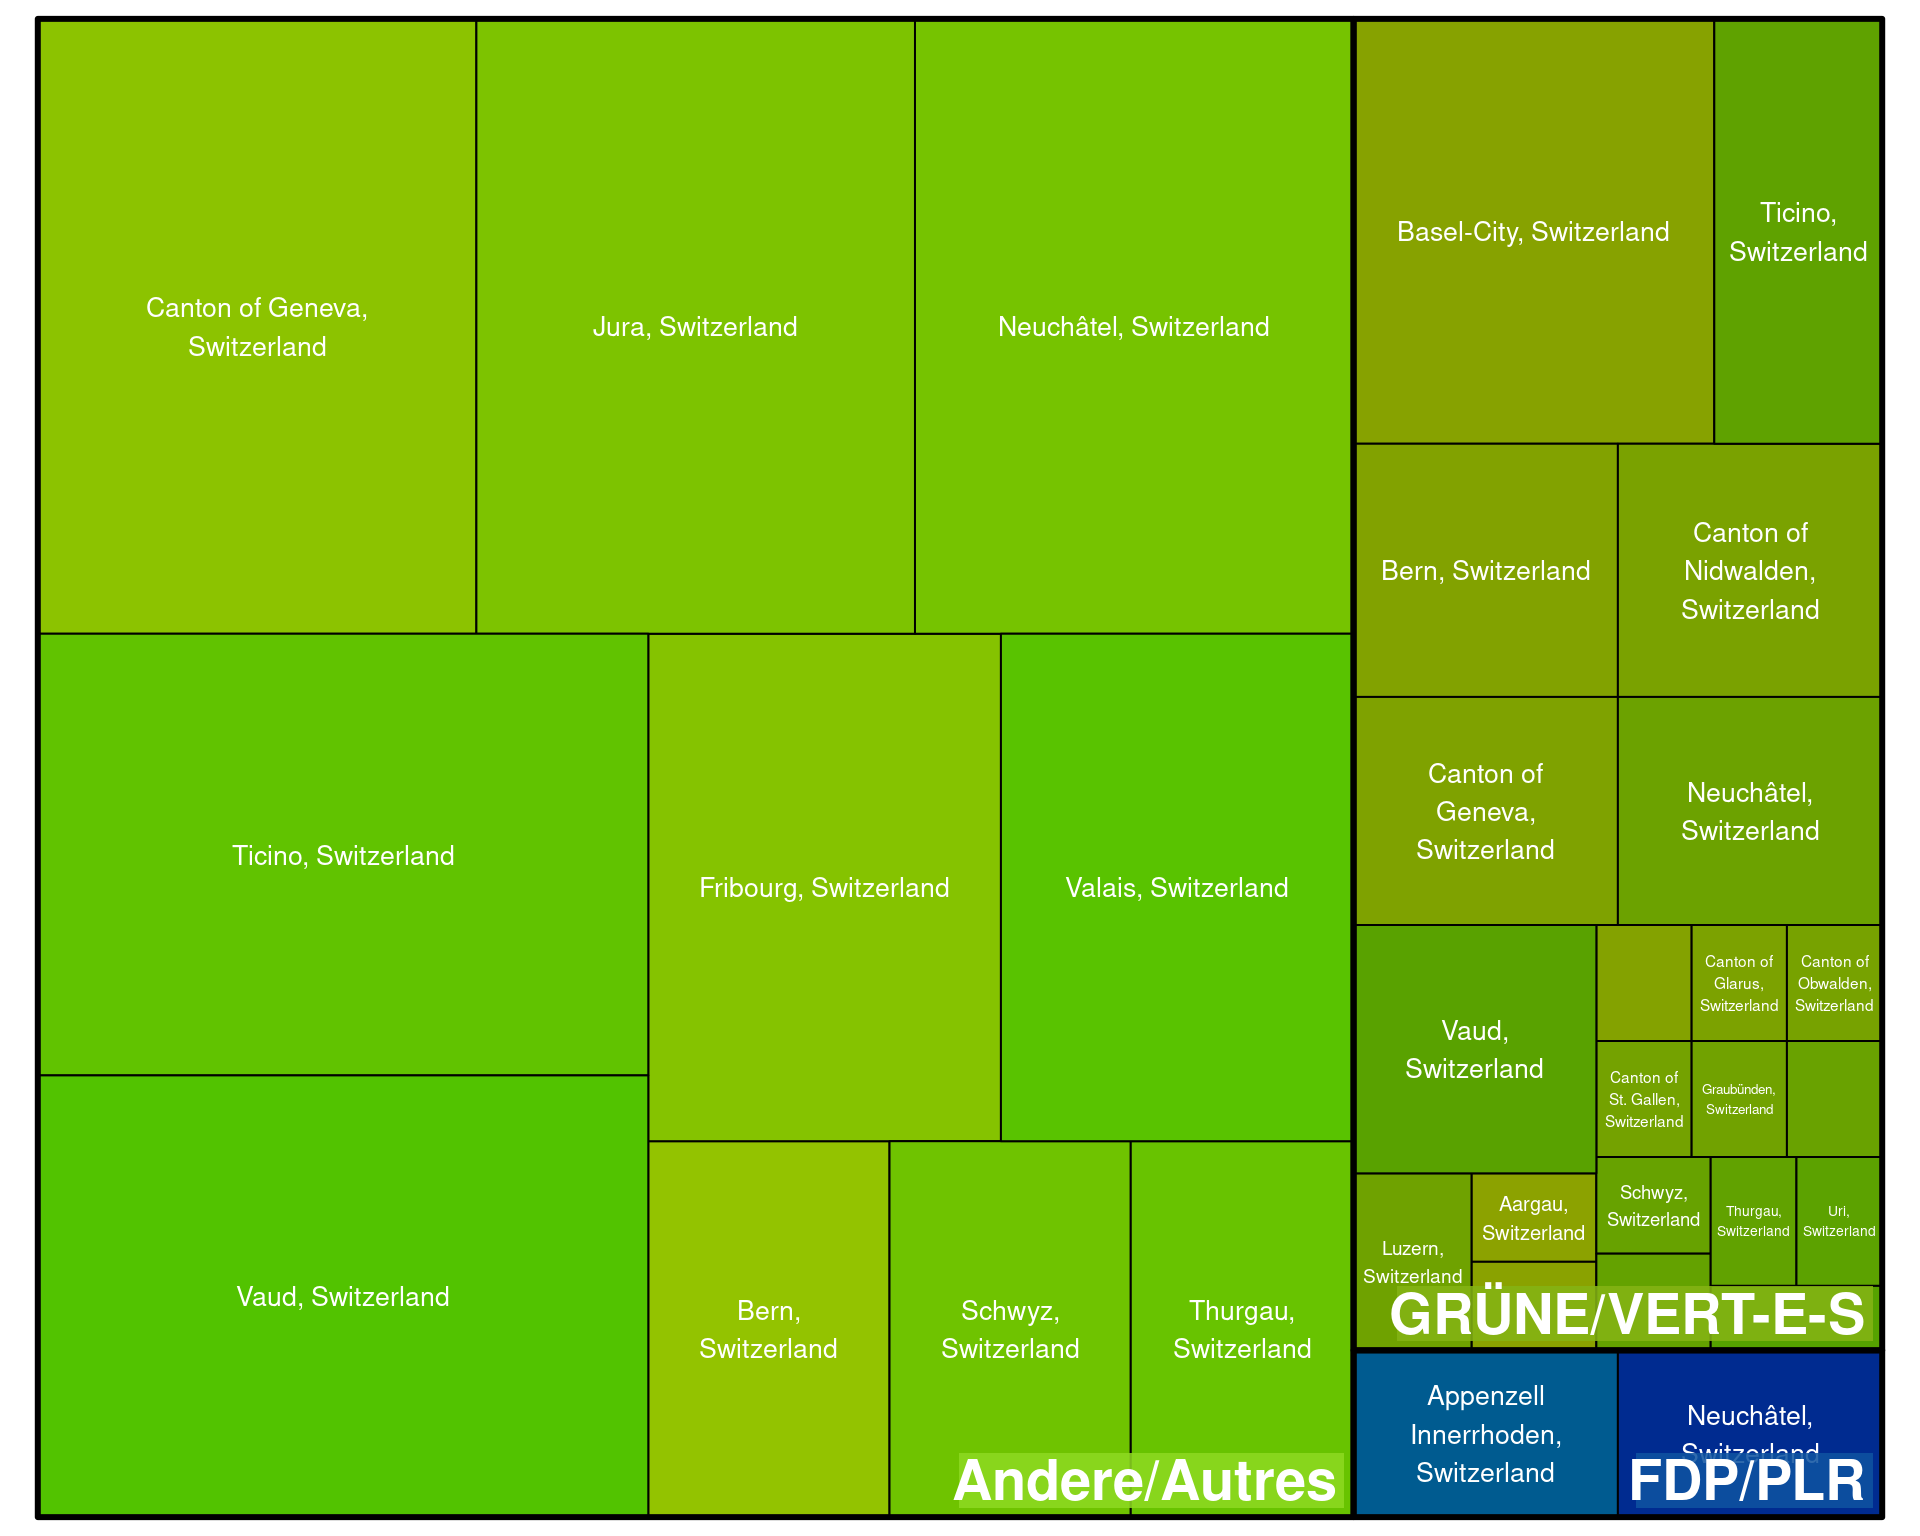 Canton of Geneva,
Switzerland
Jura, Switzerland
Neuchâtel, Switzerland
Ticino, Switzerland
Fribourg, Switzerland
Valais, Switzerland
Vaud, Switzerland
Bern,
Switzerland
Schwyz,
Switzerland
Thurgau,
Switzerland
Andere/Autres
Basel-City, Switzerland
Ticino,
Switzerland
Bern, Switzerland
Canton of
Nidwalden,
Switzerland
Canton of
Geneva,
Switzerland
Neuchâtel,
Switzerland
Vaud,
Switzerland
Canton of
Glarus,
Switzerland
Canton of
Obwalden,
Switzerland
Canton of
St. Gallen,
Switzerland
Graubünden,
Switzerland
Luzern,
Switzerland
Aargau,
Switzerland
Schwyz,
Switzerland
Thurgau,
Switzerland
Uri,
Switzerland
GRÜNE/VERT-E-S
Appenzell
Innerrhoden,
Switzerland
Neuchâtel,
Switzerland
FDP/PLR